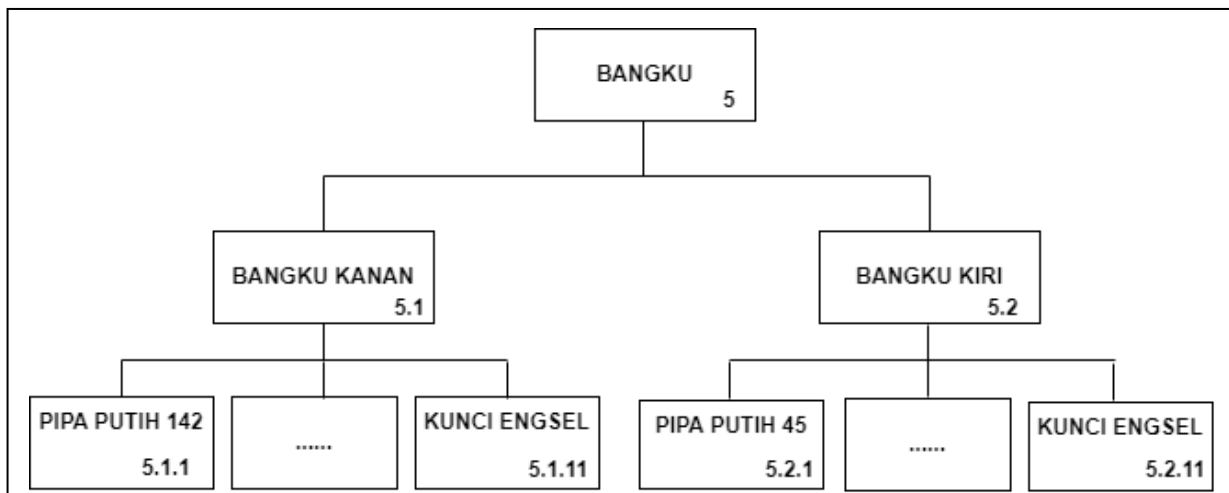 BANGKU
5
BANGKU KANAN
5.1
BANGKU KIRI
5.2
PIPA PUTIH 142
5.1.1
......
KUNCI ENGSEL
5.1.11
PIPA PUTIH 45
5.2.1
......
KUNCI ENGSEL
5.2.11